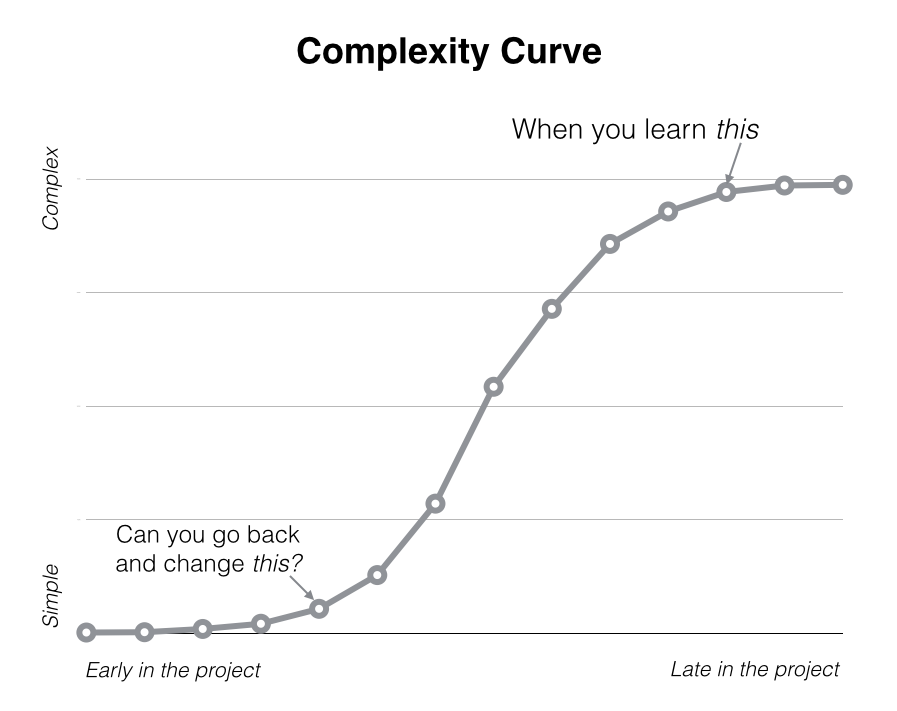 Complexity Curve
When you learn this
Complex
Can you go back
and change this?
Simple
Early in the project
Late in the project